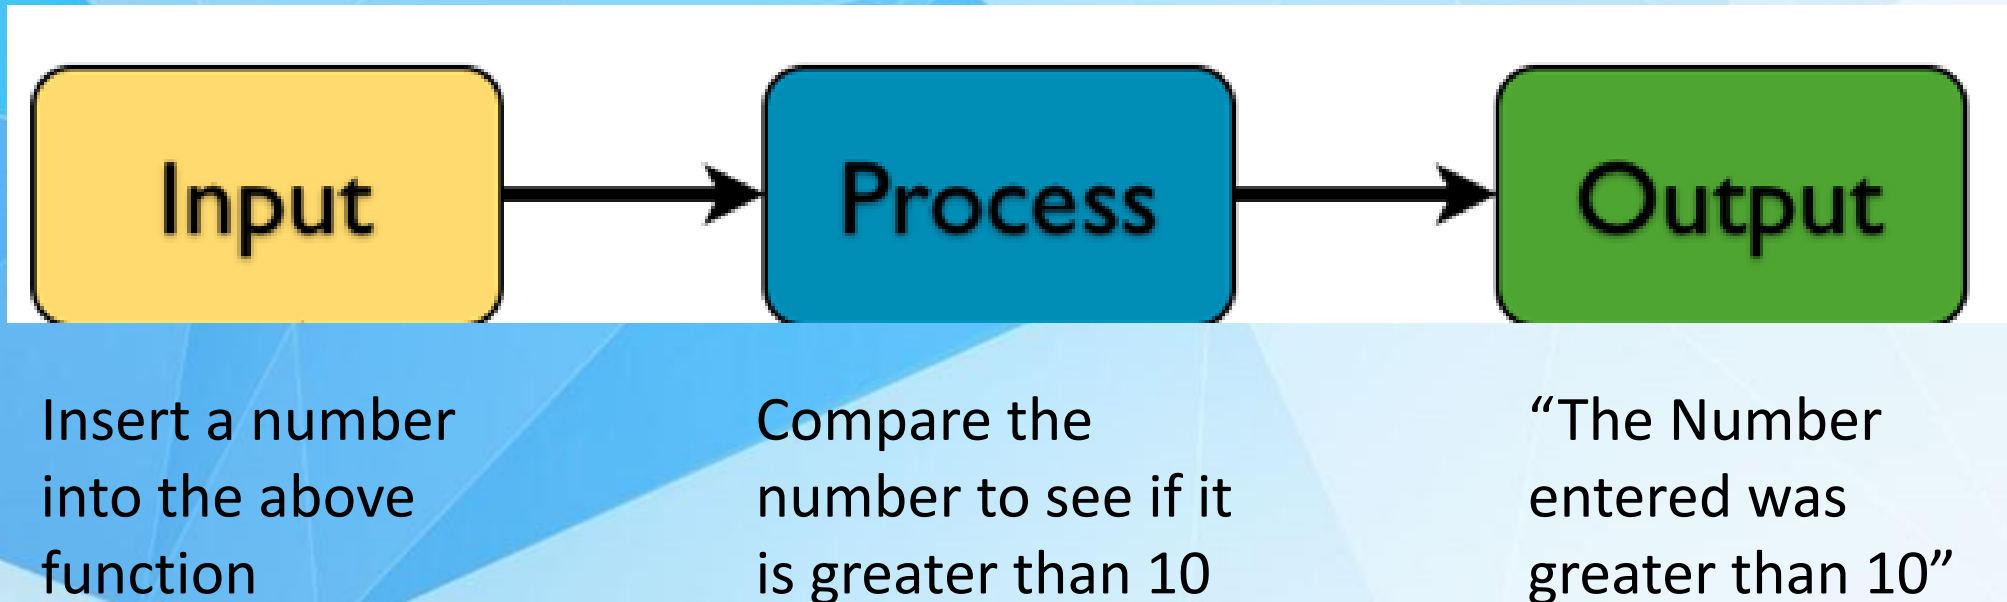 Input
Process
Output
Insert a number
into the above
function
Compare the
number to see if it
is greater than 10
“The Number
entered was
greater than 10”